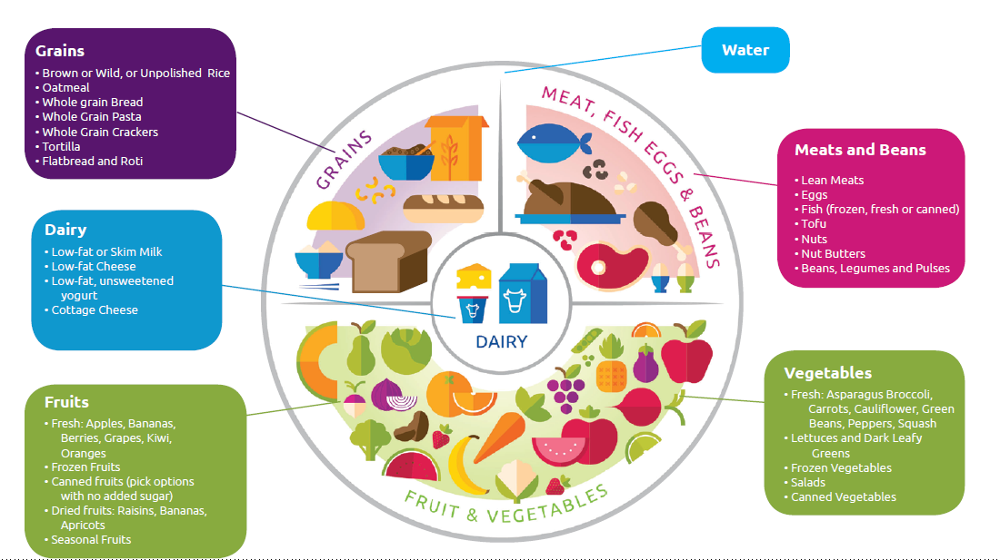 Grains
• Brown or Wild, or Unpolished Rice
• Oatmeal
• Whole grain Bread
• Whole Grain Pasta
• Whole Grain Crackers
• Tortilla
• Flatbread and Roti
Water
Meats and Beans
• Lean Meats
• Eggs
• Fish (frozen, fresh or canned)
• Tofu
• Nuts
• Nut Butters
• Beans, Legumes and Pulses
Dairy
• Low-fat or Skim Milk
• Low-fat Cheese
• Low-fat, unsweetened
yogurt
• Cottage Cheese
GRAINS
MEAT, FISH EGGS & BEANS
DAIRY
FRUIT & VEGETABLES
Fruits
• Fresh: Apples, Bananas,
Berries, Grapes, Kiwi,
Oranges
• Frozen Fruits
• Canned fruits (pick options
with no added sugar)
• Dried fruits: Raisins, Bananas,
Apricots
• Seasonal Fruits
Vegetables
• Fresh: Asparagus Broccoli,
Carrots, Cauliflower, Green
Beans, Peppers, Squash
• Lettuces and Dark Leafy
Greens
• Frozen Vegetables
• Salads
• Canned Vegetables